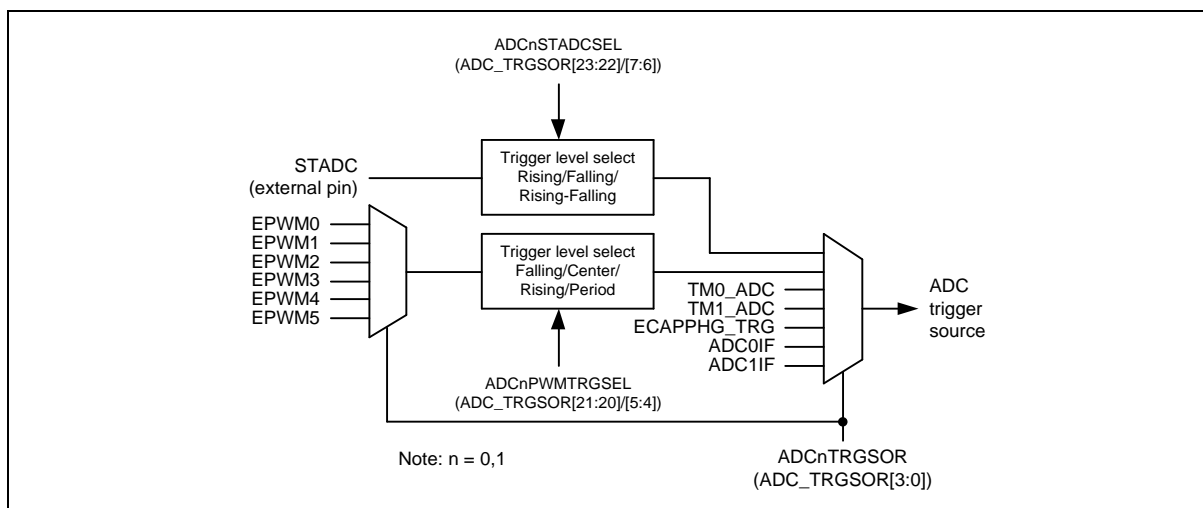 ADCnSTADCSEL
(ADC_TRGSOR[23:22]/[7:6])
STADC
(external pin)
Trigger level select
Rising/Falling/
Rising-Falling
EPWM0
EPWM1
EPWM2
EPWM3
EPWM4
EPWM5
Trigger level select
Falling/Center/
Rising/Period
TM0_ADC
TM1_ADC
ECAPPHG_TRG
ADC0IF
ADC1IF
ADC
trigger
source
ADCnPWMTRGSEL
(ADC_TRGSOR[21:20]/[5:4])
Note: n = 0,1
ADCnTRGSOR
(ADC_TRGSOR[3:0])